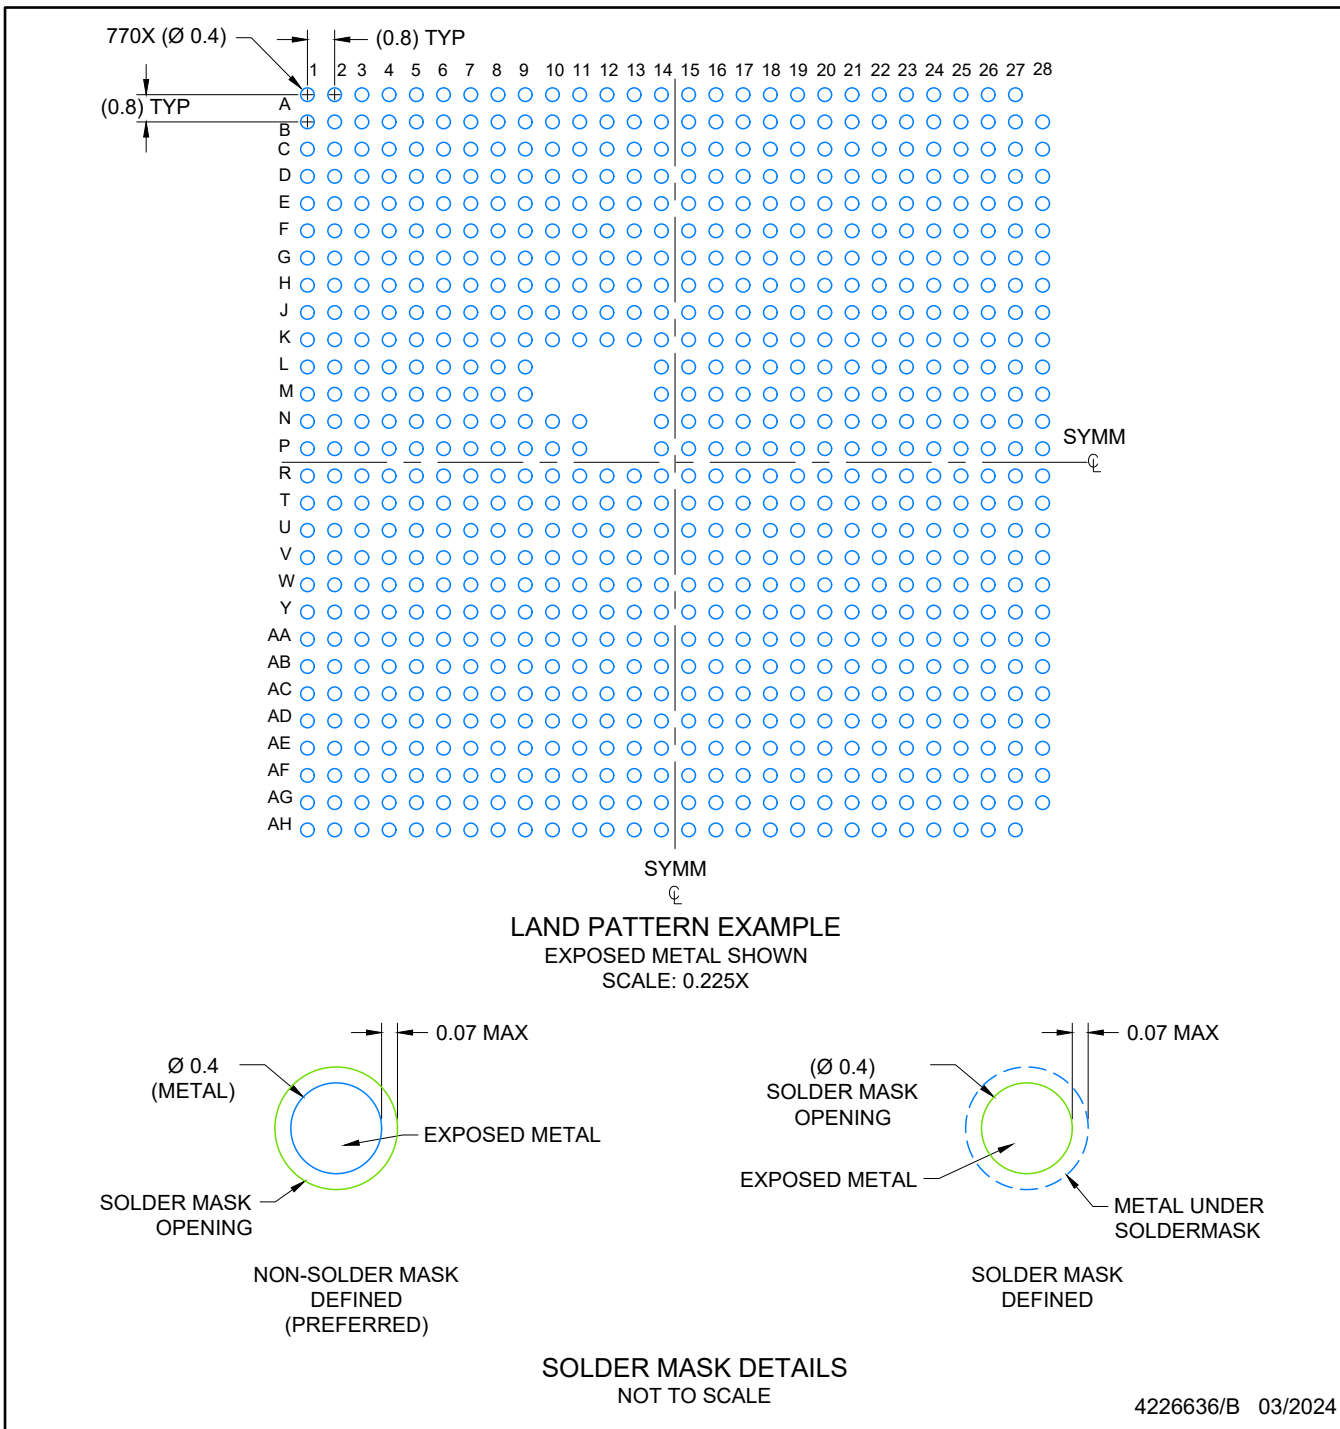 770X (Ø 0.4)
(0.8) TYP
1 2 3 4 5 6 7 8 9 10 11 12 13 14 15 16 17 18 19 20 21 22 23 24 25 26 27 28
(0.8) TYP
A
B
C
D
E
F
G
H
J
K
L
M
N
P
SYMM
R
T
U
V
W
Y
AA
AB
AC
AD
AE
AF
AG
AH
SYMM
LAND PATTERN EXAMPLE
EXPOSED METAL SHOWN
SCALE: 0.225X
0.07 MAX
Ø 0.4
(METAL)
EXPOSED METAL
SOLDER MASK
OPENING
NON-SOLDER MASK
DEFINED
(PREFERRED)
0.07 MAX
(Ø 0.4)
SOLDER MASK
OPENING
EXPOSED METAL
METAL UNDER
SOLDERMASK
SOLDER MASK
DEFINED
SOLDER MASK DETAILS
NOT TO SCALE
4226636/B 03/2024